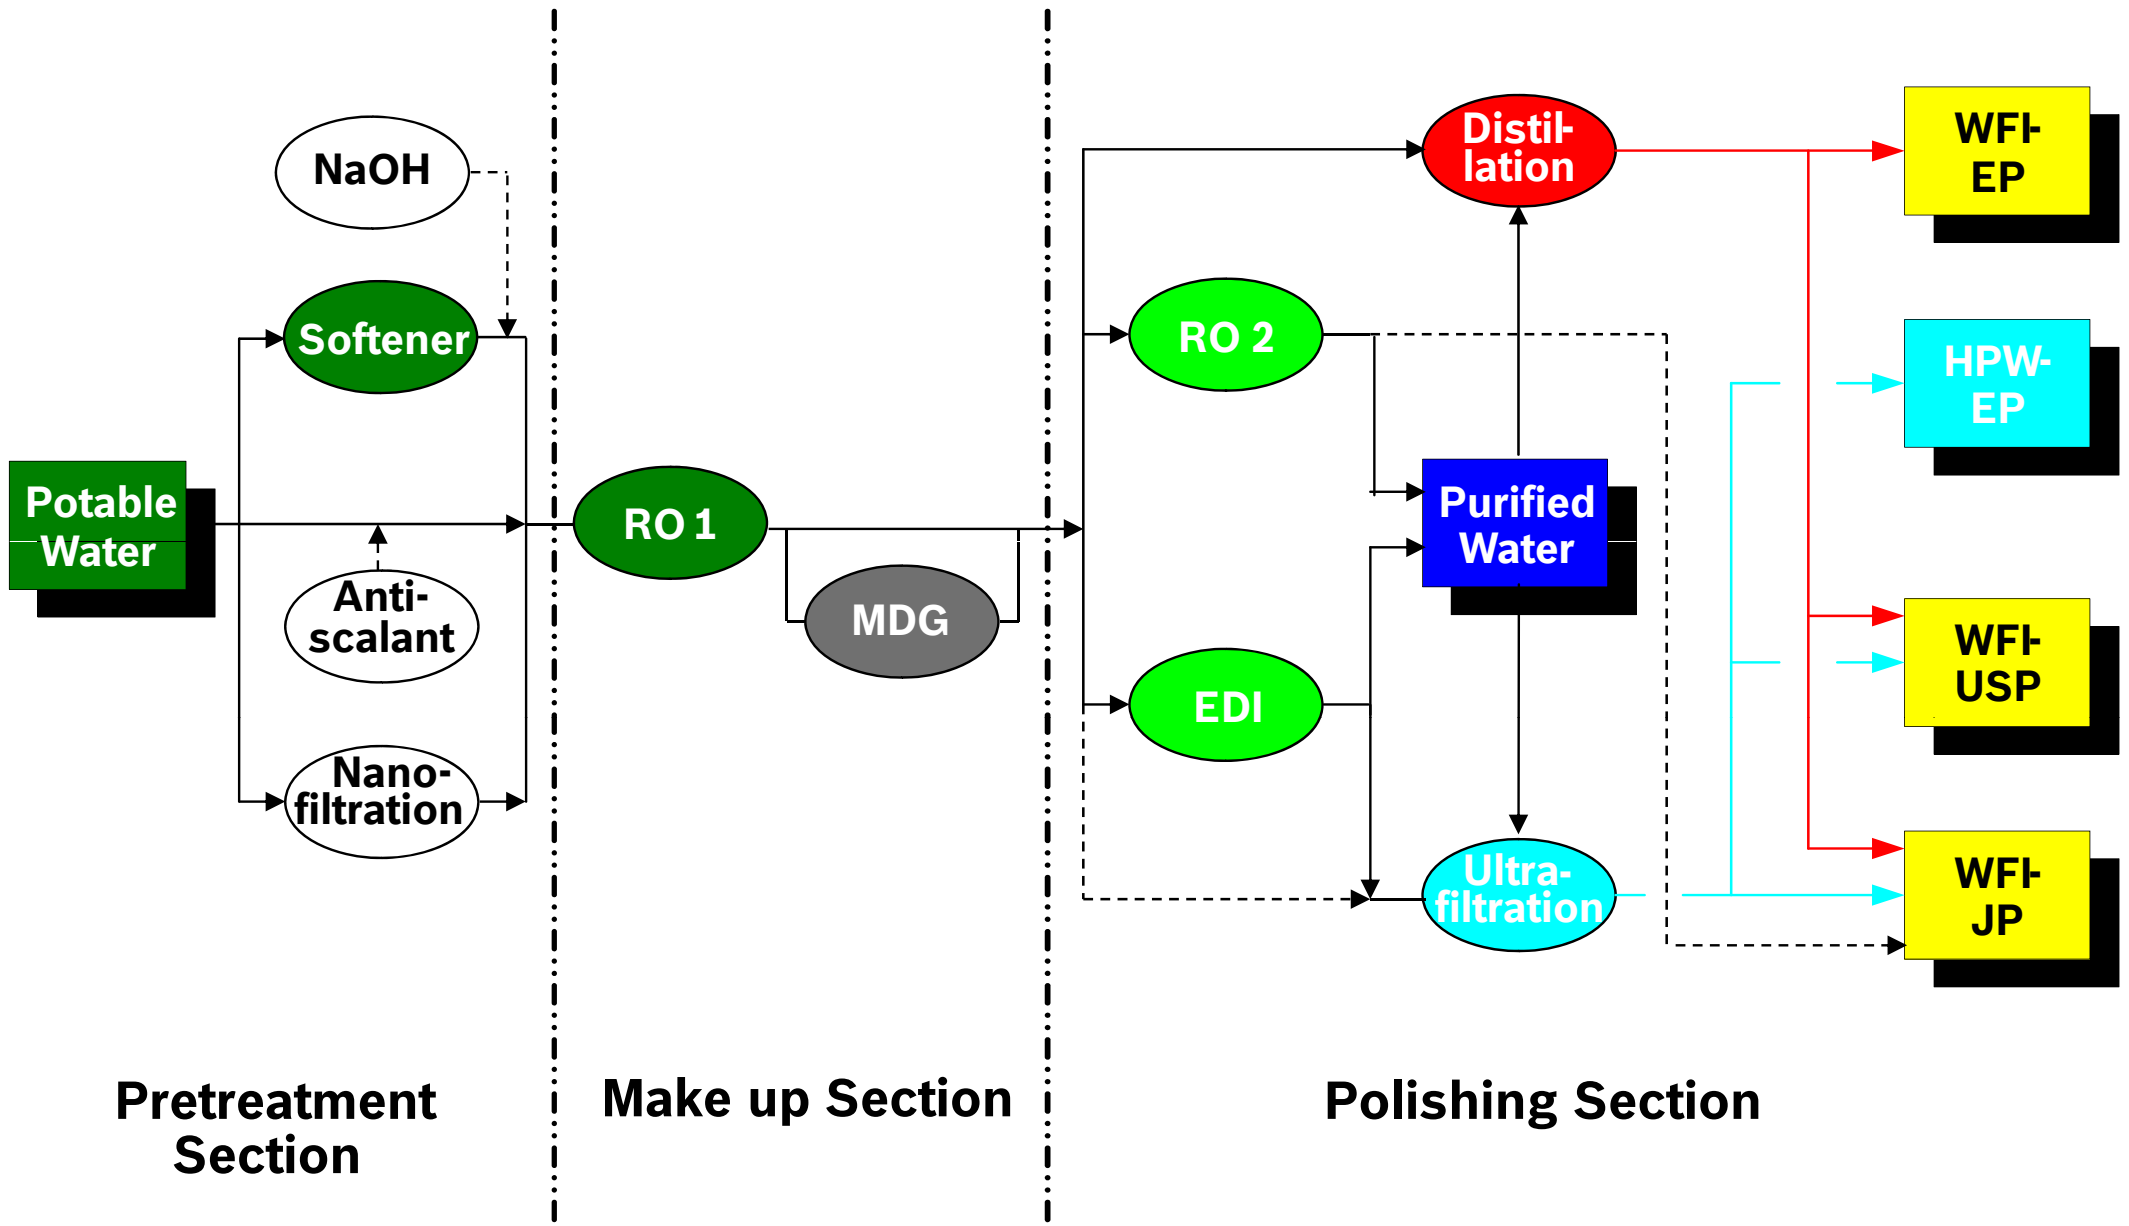 NaOH
Softener
Potable
Water
Anti-
scalant
Nano-
filtration
Pretreatment
Section
RO 1
MDG
Make up Section
Distil-
lation
RO 2
Purified
Water
EDI
Ultra-
filtration
WFI-
EP
HPW-
EP
WFI-
USP
WFI-
JP
Polishing Section